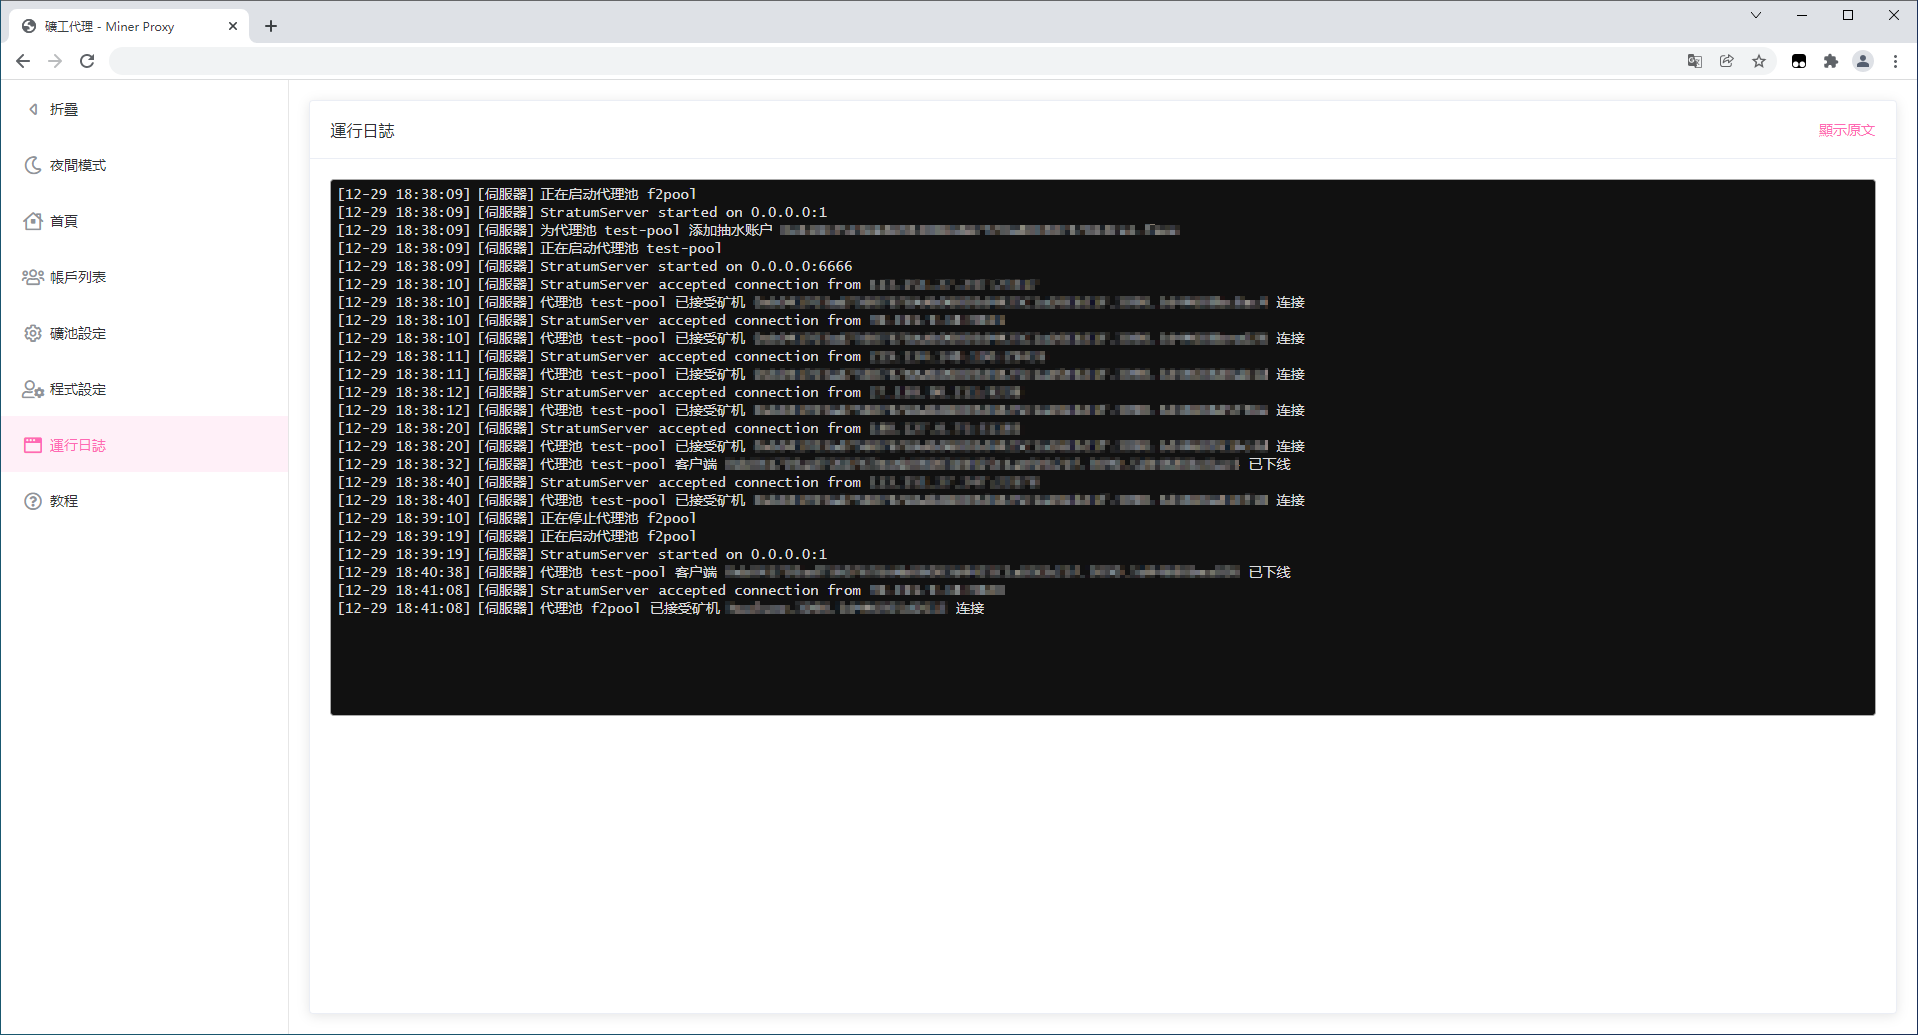 礦工代理 - Miner Proxy
折疊
夜間模式
首頁
帳戶列表
礦池設定
程式設定
運行日誌
教程
運行日誌
顯示原文
[12-29 18:38:09] [伺服器] 正在启动代理池 f2pool
[12-29 18:38:09] [伺服器] StratumServer started on 0.0.0.0:1
[12-29 18:38:09] [伺服器] 为代理池 test-pool 添加抽水账户
[12-29 18:38:09] [伺服器] 正在启动代理池 test-pool
[12-29 18:38:09] [伺服器] StratumServer started on 0.0.0.0:6666
[12-29 18:38:10] [伺服器] StratumServer accepted connection from
[12-29 18:38:10] [伺服器] 代理池 test-pool 已接受矿机 连接
[12-29 18:38:10] [伺服器] StratumServer accepted connection from
[12-29 18:38:10] [伺服器] 代理池 test-pool 已接受矿机 连接
[12-29 18:38:11] [伺服器] StratumServer accepted connection from
[12-29 18:38:11] [伺服器] 代理池 test-pool 已接受矿机 连接
[12-29 18:38:12] [伺服器] StratumServer accepted connection from
[12-29 18:38:12] [伺服器] 代理池 test-pool 已接受矿机 连接
[12-29 18:38:20] [伺服器] StratumServer accepted connection from
[12-29 18:38:20] [伺服器] 代理池 test-pool 已接受矿机 连接
[12-29 18:38:32] [伺服器] 代理池 test-pool 客户端 已下线
[12-29 18:38:40] [伺服器] StratumServer accepted connection from
[12-29 18:38:40] [伺服器] 代理池 test-pool 已接受矿机 连接
[12-29 18:39:10] [伺服器] 正在停止代理池 f2pool
[12-29 18:39:19] [伺服器] 正在启动代理池 f2pool
[12-29 18:39:19] [伺服器] StratumServer started on 0.0.0.0:1
[12-29 18:40:38] [伺服器] 代理池 test-pool 客户端 已下线
[12-29 18:41:08] [伺服器] StratumServer accepted connection from
[12-29 18:41:08] [伺服器] 代理池 f2pool 已接受矿机 连接